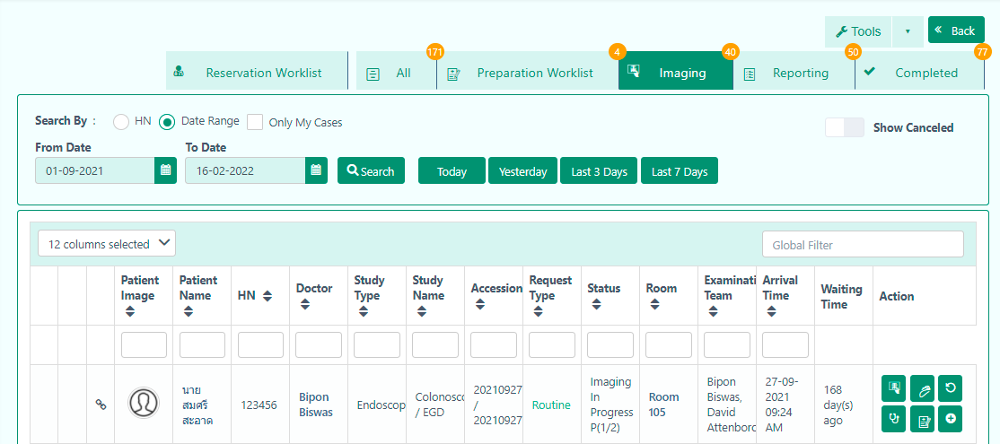 Tools
Back
171 4 40 50 77
Reservation Worklist All Preparation Worklist Imaging Reporting Completed
Search By : HN Date Range Only My Cases Show Canceled
From Date To Date
01-09-2021 16-02-2022 Search Today Yesterday Last 3 Days Last 7 Days
12 columns selected Global Filter
Patient Image
Patient Name
HN
Doctor
Study Type
Study Name
Accession
Request Type
Status
Room
Examinati Team
Arrival Time
Waiting Time
Action
นาย
สมศรี
สะอาด
123456
Bipon
Biswas
Endoscop
Colonosco
/ EGD
20210927
/
20210927
Routine
Imaging
In
Progress
P(1/2)
Room
105
Bipon
Biswas,
David
Attenboro
27-09-
2021
09:24
AM
168
day(s)
ago